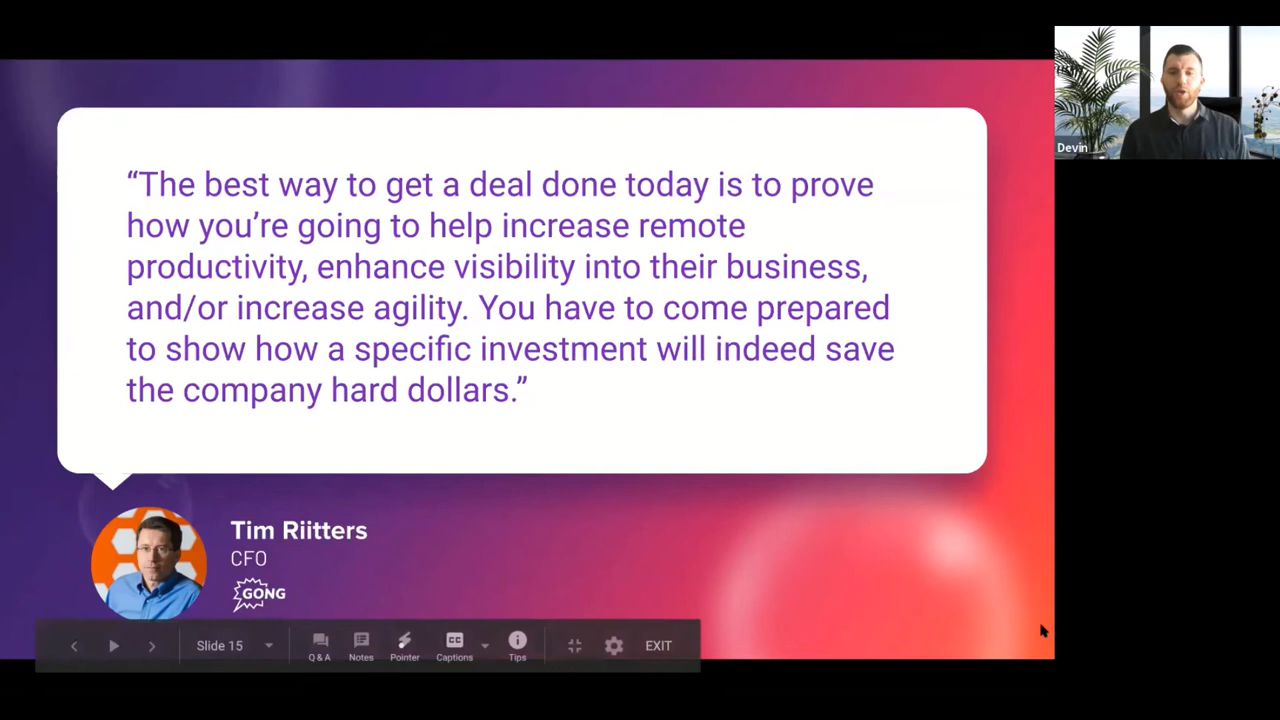 Devin
“The best way to get a deal done today is to prove
how you’re going to help increase remote
productivity, enhance visibility into their business,
and/or increase agility. You have to come prepared
to show how a specific investment will indeed save
the company hard dollars.”
Tim Riitters
CFO
GONG
Slide 15
Q & A
Notes
Pointer
Captions
Tips
EXIT